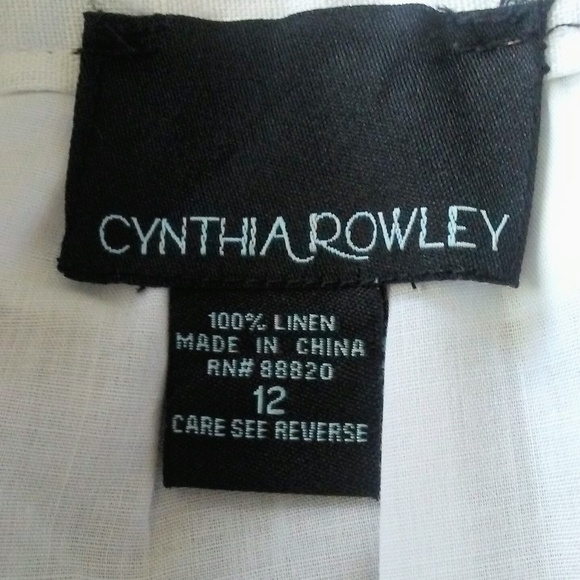 CYNTHIA ROWLEY
100% LINEN
MADE IN CHINA
RN# 88820
12
CARE SEE REVERSE